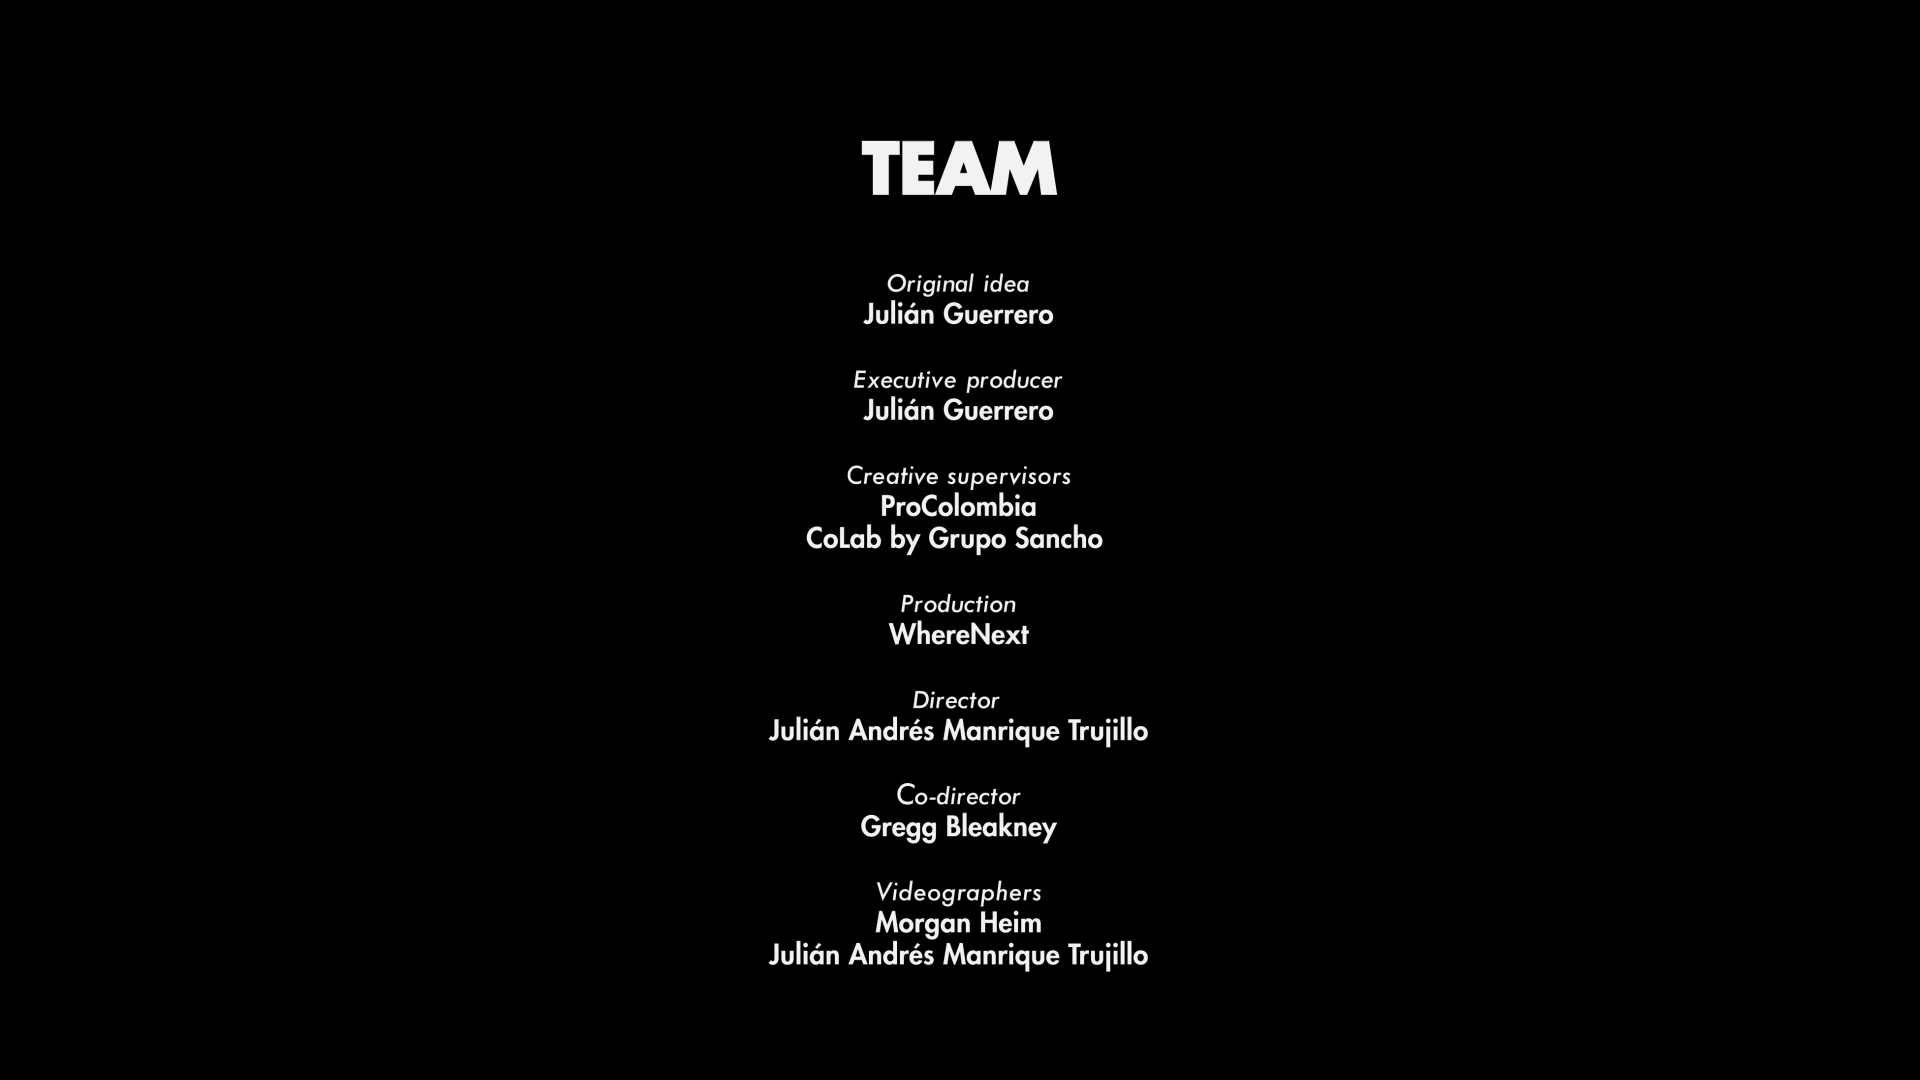 TEAM
Original idea
Julián Guerrero
Executive producer
Julián Guerrero
Creative supervisors
ProColombia
CoLab by Grupo Sancho
Production
WhereNext
Director
Julián Andrés Manrique Trujillo
Co-director
Gregg Bleakney
Videographers
Morgan Heim
Julián Andrés Manrique Trujillo